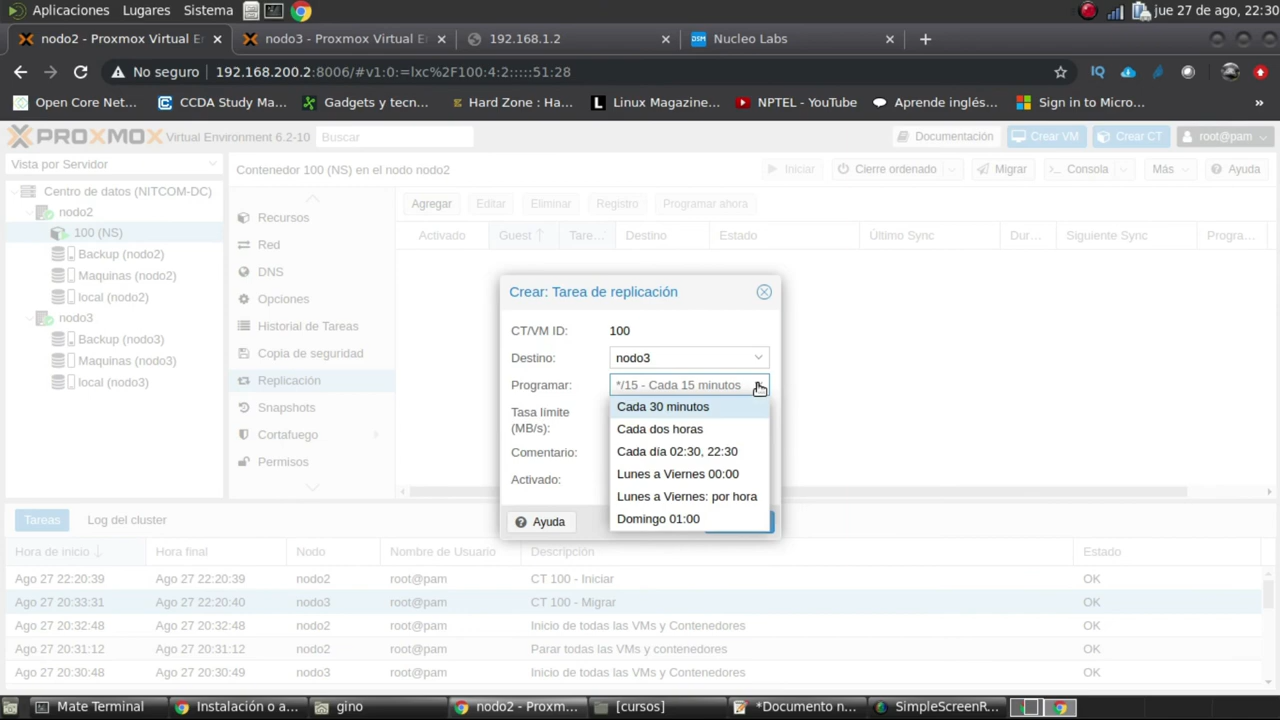 Aplicaciones Lugares Sistema jue 27 de ago, 22:30
nodo2 - Proxmox Virtual E nodo3 - Proxmox Virtual E 192.168.1.2 DSM Nucleo Labs
No seguro 192.168.200.2:8006/#v1:0:=lxc%2F100:4:2:::::51:28
Open Core Net... CCDA Study Ma... Gadgets y tecn... Hard Zone : Ha... Linux Magazine... NPTEL - YouTube Aprende inglés... Sign in to Micro... »
PROXMOX Virtual Environment 6.2-10 Buscar Documentación Crear VM Crear CT root@pam
Vista por Servidor
Contenedor 100 (NS) en el nodo nodo2 Iniciar Cierre ordenado Migrar Consola Más Ayuda
Centro de datos (NITCOM-DC)
nodo2
100 (NS)
Backup (nodo2)
Maquinas (nodo2)
local (nodo2)
nodo3
Backup (nodo3)
Maquinas (nodo3)
local (nodo3)
Recursos
Red
DNS
Opciones
Historial de Tareas
Copia de seguridad
Replicación
Snapshots
Cortafuego
Permisos
Agregar Editar Eliminar Registro Programar ahora
Activado Guest Tare... Destino Estado Último Sync Dur... Siguiente Sync Progra...
Crear: Tarea de replicación
CT/VM ID: 100
Destino: nodo3
Programar: */15 - Cada 15 minutos
Tasa límite
(MB/s):
Comentario:
Activado:
Cada 30 minutos
Cada dos horas
Cada día 02:30, 22:30
Lunes a Viernes 00:00
Lunes a Viernes: por hora
Domingo 01:00
Ayuda
Tareas Log del cluster
Hora de inicio Hora final Nodo Nombre de Usuario Descripción Estado
Ago 27 22:20:39 Ago 27 22:20:39 nodo2 root@pam CT 100 - Iniciar OK
Ago 27 20:33:31 Ago 27 22:20:40 nodo3 root@pam CT 100 - Migrar OK
Ago 27 20:32:48 Ago 27 20:32:48 nodo2 root@pam Inicio de todas las VMs y Contenedores OK
Ago 27 20:31:12 Ago 27 20:31:12 nodo2 root@pam Parar todas las VMs y contenedores OK
Ago 27 20:30:48 Ago 27 20:30:49 nodo3 root@pam Inicio de todas las VMs y Contenedores OK
Mate Terminal Instalación o a... gino nodo2 - Proxm... [cursos] *Documento n... SimpleScreenR...